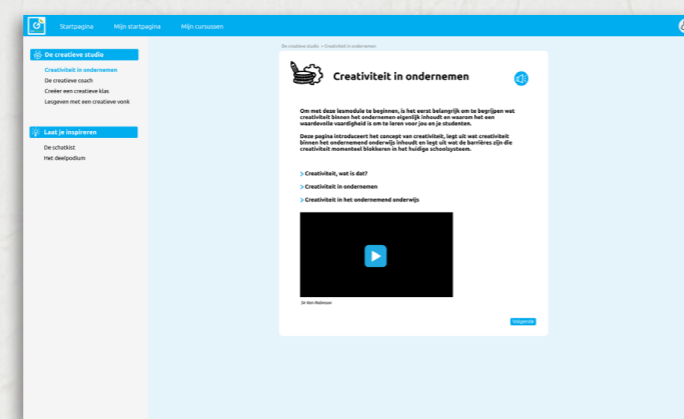 Startpagina Mijn startpagina Mijn cursussen
De creatieve studio → Creativiteit in ondernemen
De creatieve studio
Creativiteit in ondernemen
De creatieve coach
Creëer een creatieve klas
Lesgeven met een creatieve vonk
Laat je inspireren
De schatkist
Het deelpodium
Creativiteit in ondernemen
Om met deze lesmodule te beginnen, is het eerst belangrijk om te begrijpen wat
creativiteit binnen het ondernemen eigenlijk inhoudt en waarom het een
waardevolle vaardigheid is om te leren voor jou en je studenten.
Deze pagina introduceert het concept van creativiteit, legt uit wat creativiteit
binnen het ondernemend onderwijs inhoudt en legt uit wat de barrières zijn die
creativiteit momenteel blokkeren in het huidige schoolsysteem.
> Creativiteit, wat is dat?
> Creativiteit in ondernemen
> Creativiteit in het ondernemend onderwijs
Sir Ken Robinson
Volgende